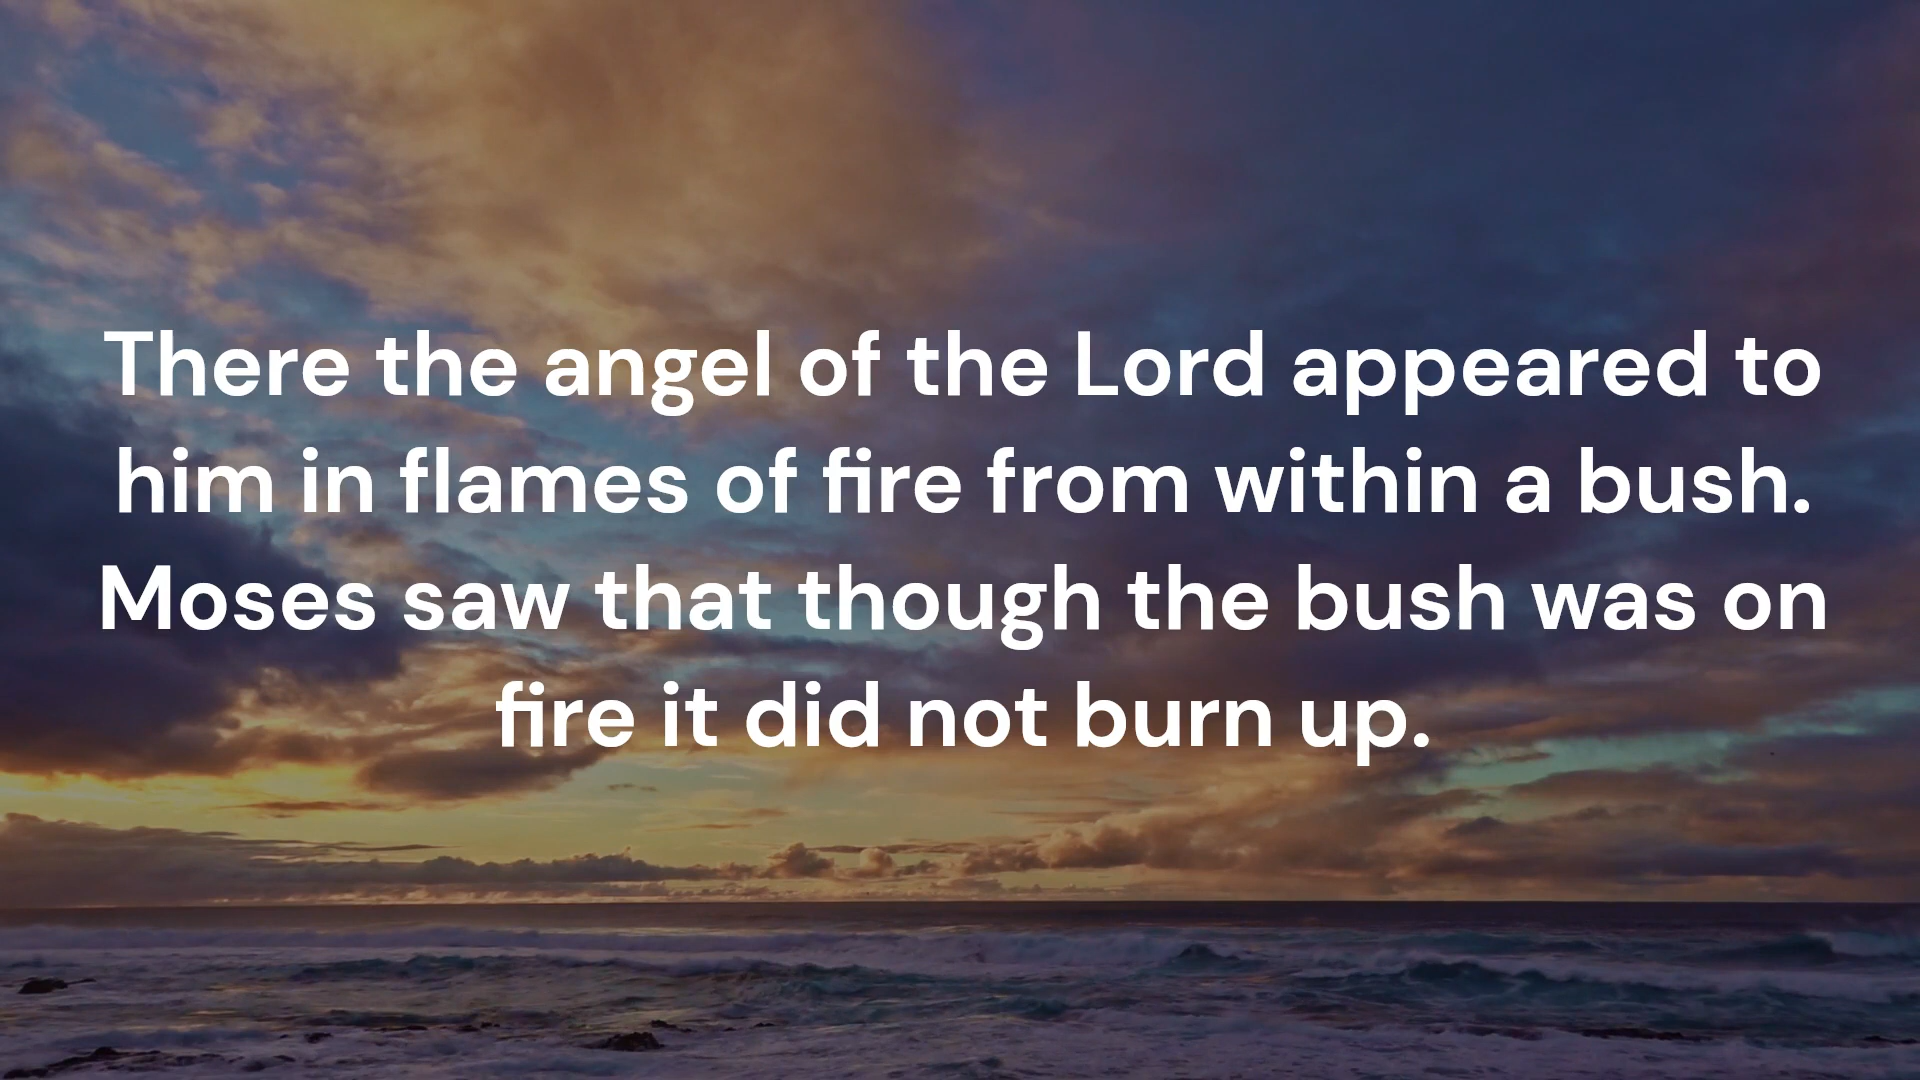 There the angel of the Lord appeared to
him in flames of fire from within a bush.
Moses saw that though the bush was on
fire it did not burn up.